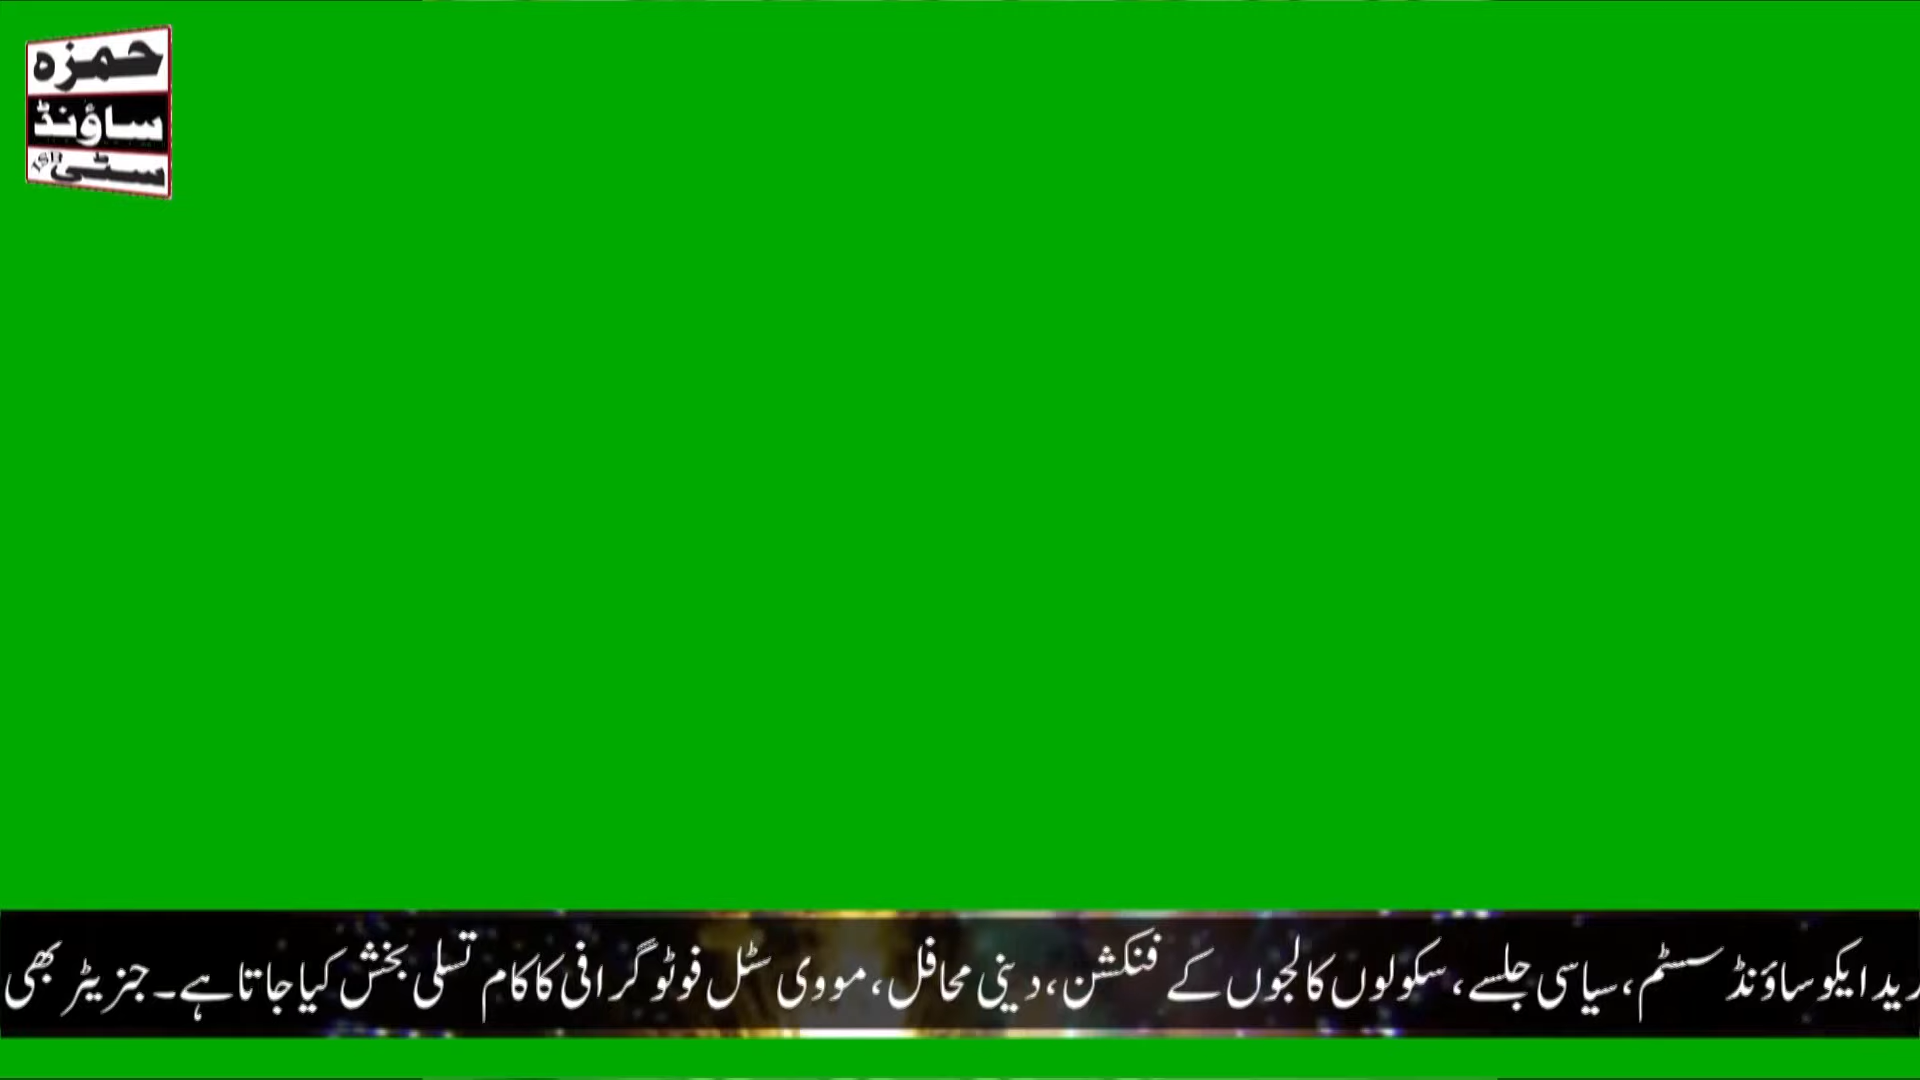 حمزہ
ساؤنڈ
سٹی
ایکو ساؤنڈ سسٹم، سیاسی جلسے، سکولوں کالجوں کے فنکشن، دینی محافل، مووی سٹل فوٹو گرافی کا کام تسلی بخش کیا جاتا ہے۔ جنریٹر بھی